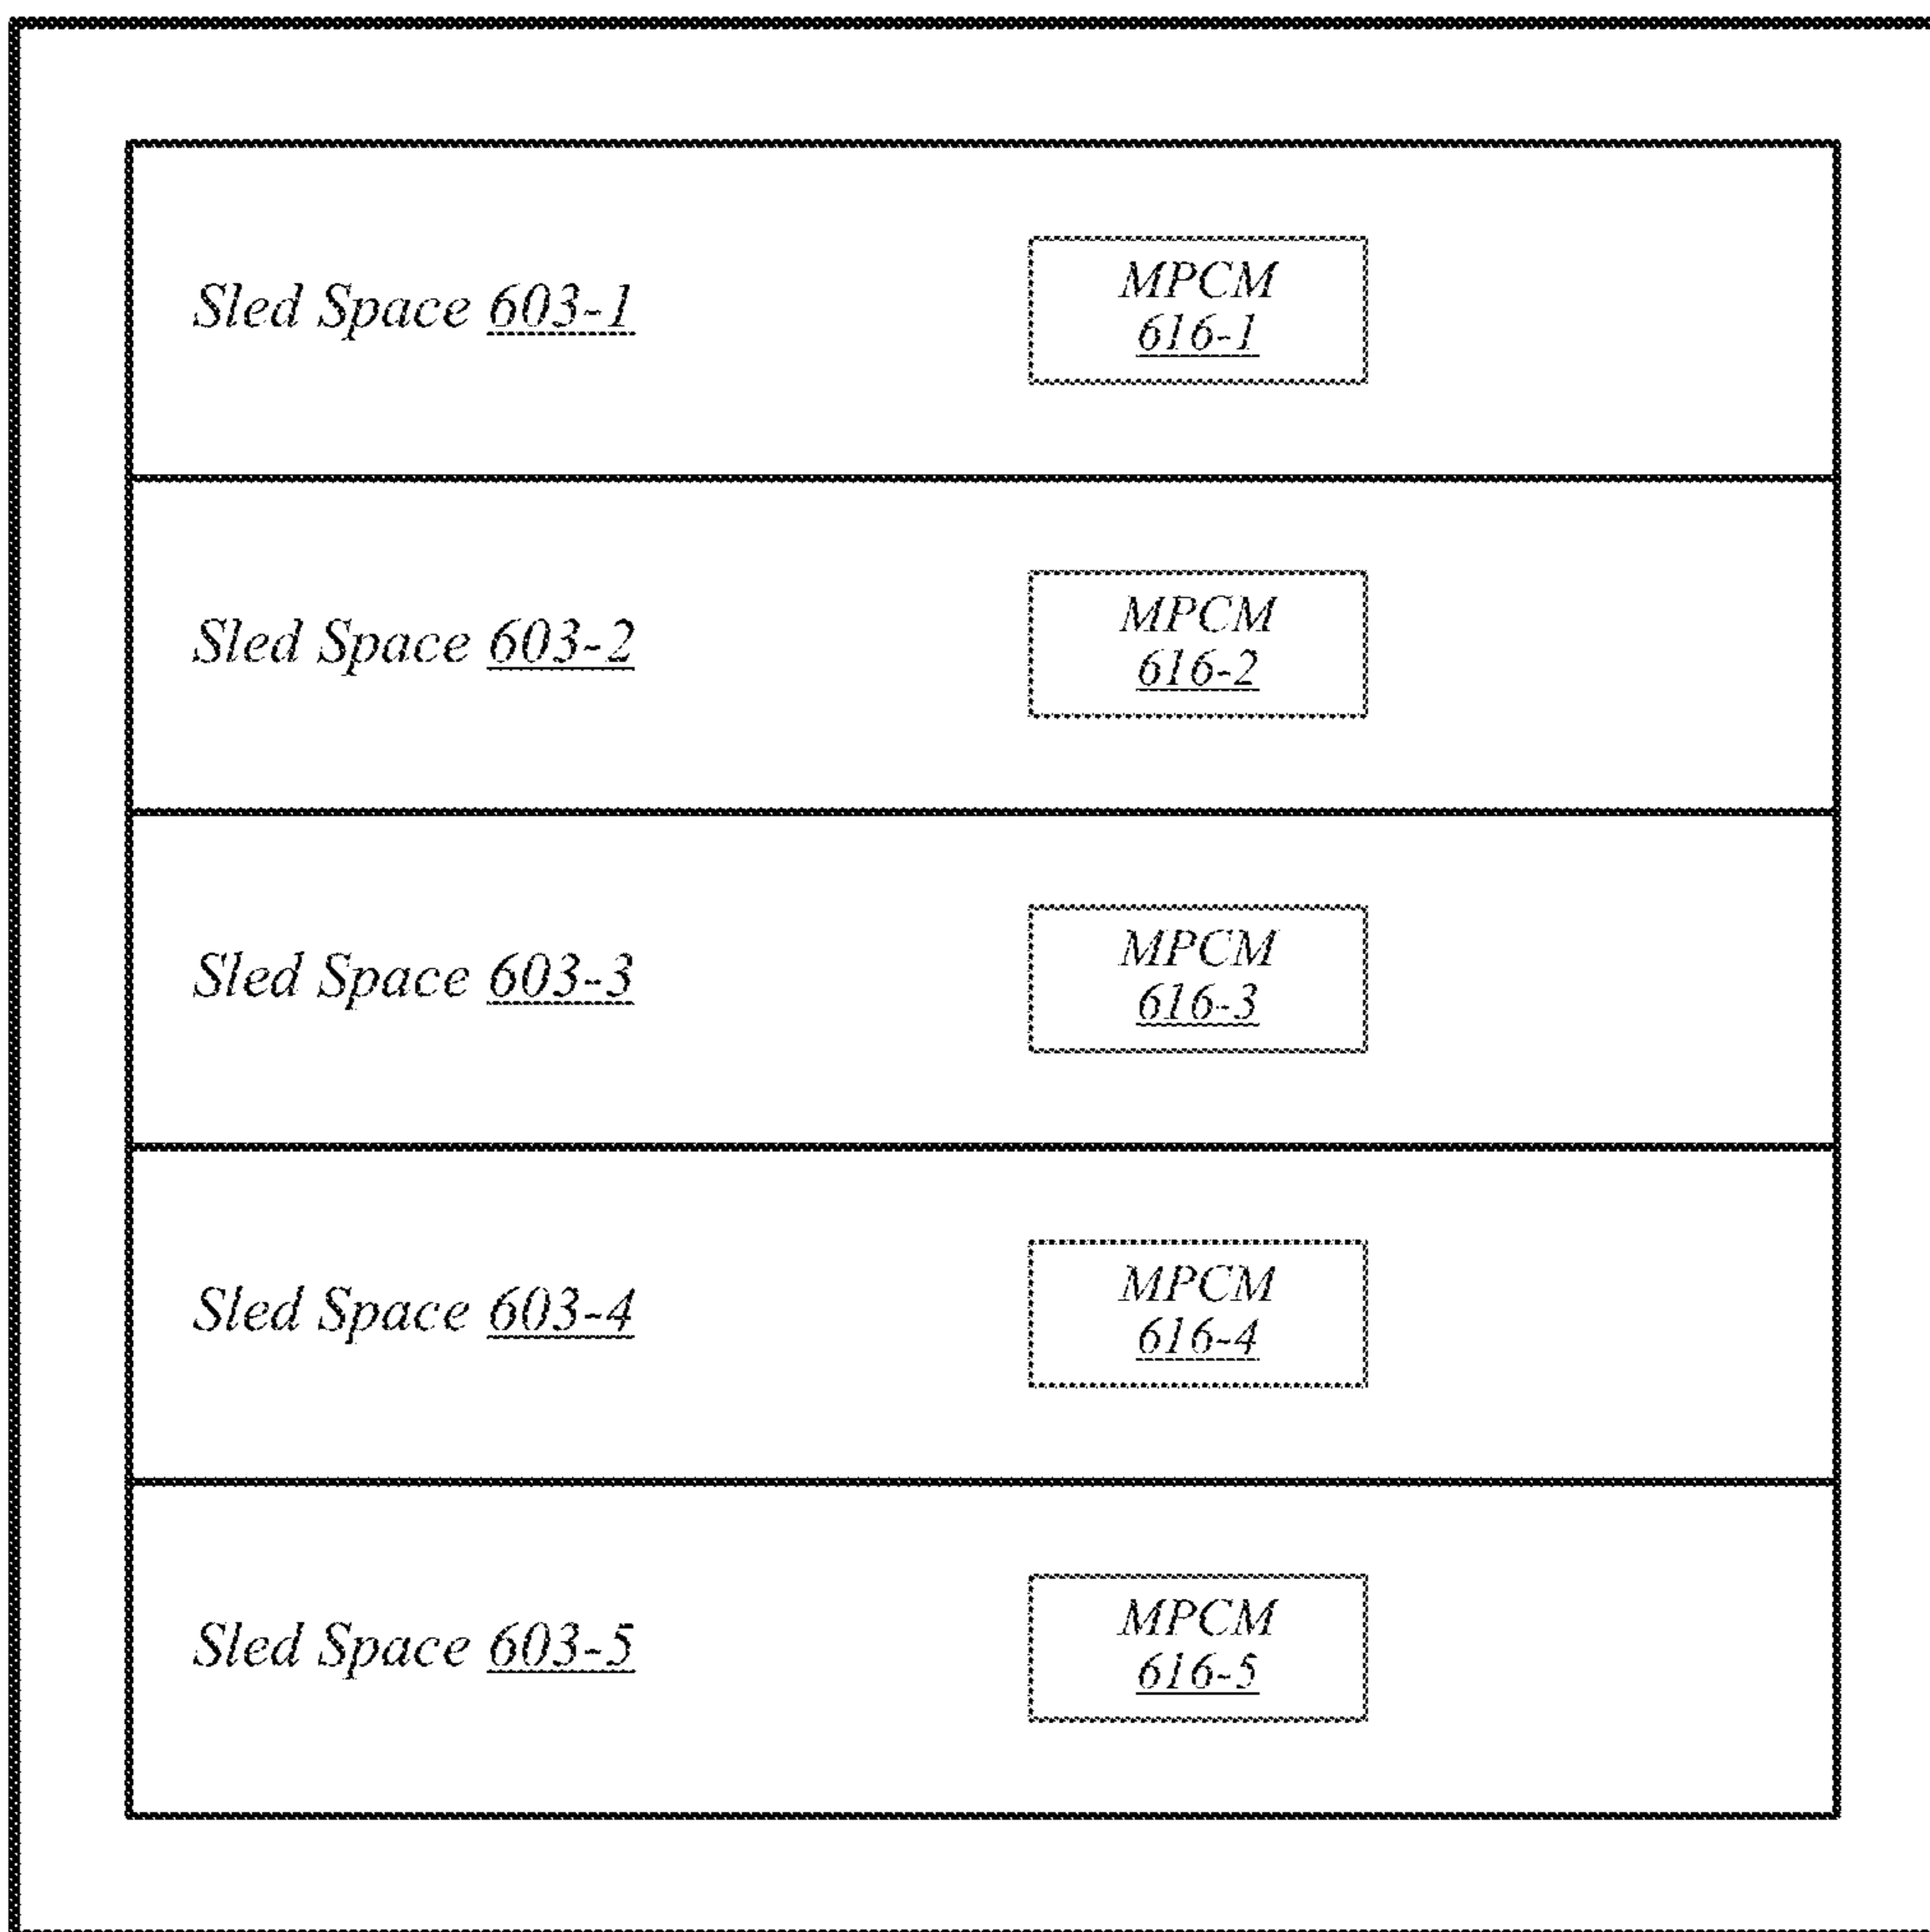 Sled Space 603-1
MPCM
616-1
Sled Space 603-2
MPCM
616-2
Sled Space 603-3
MPCM
616-3
Sled Space 603-4
MPCM
616-4
Sled Space 603-5
MPCM
616-5